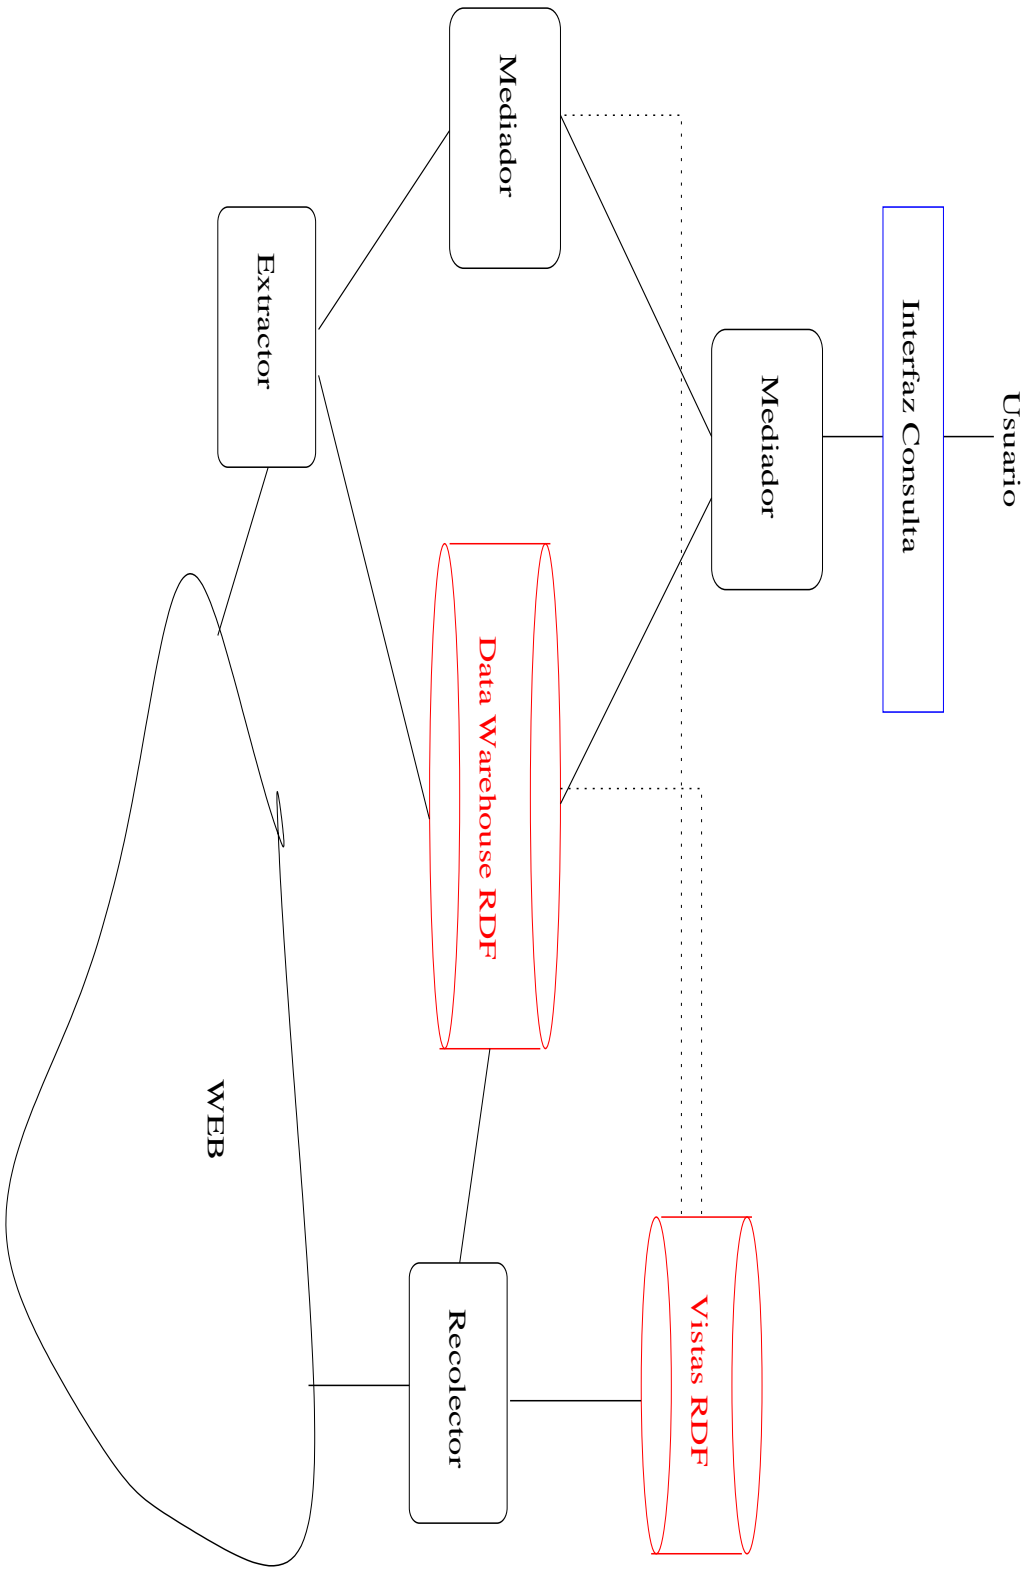 Usuario
Interfaz Consulta
Mediador
Vistas RDF
Mediador
Data Warehouse RDF
Recolector
Extractor
WEB